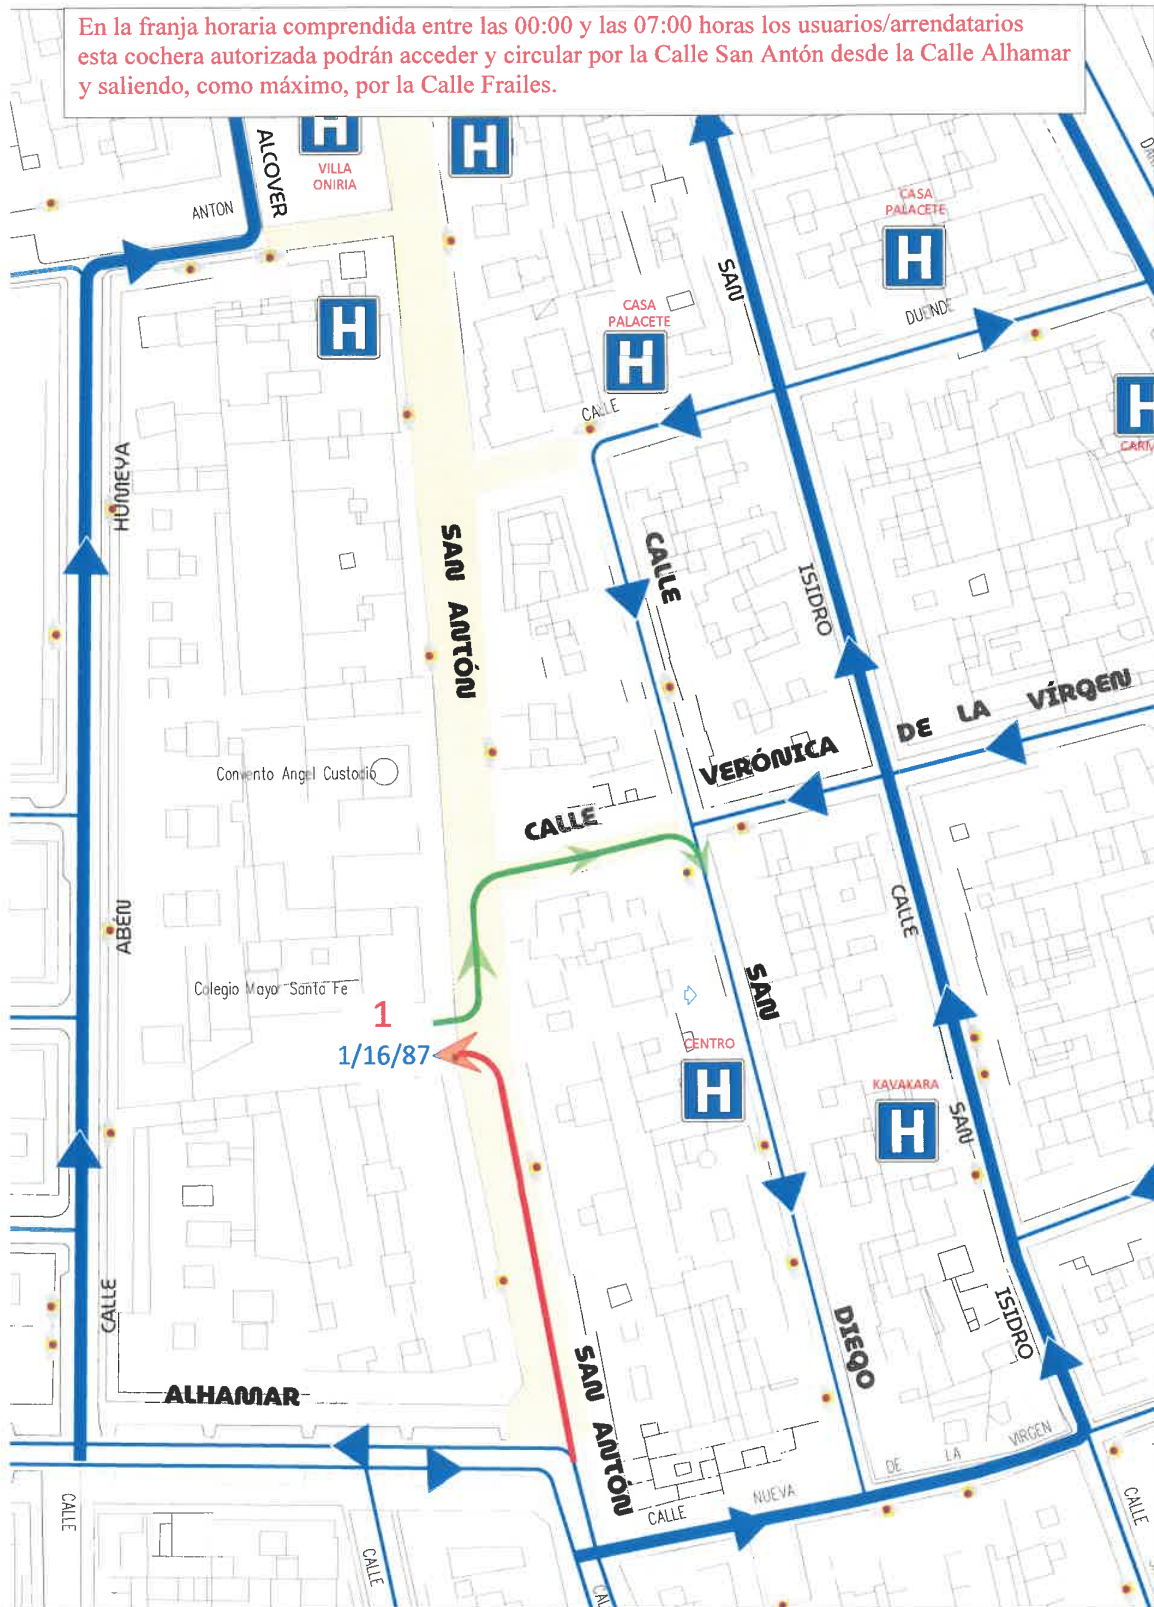 En la franja horaria comprendida entre las 00:00 y las 07:00 horas los usuarios/arrendatarios
esta cochera autorizada podrán acceder y circular por la Calle San Antón desde la Calle Alhamar
y saliendo, como máximo, por la Calle Frailes.
H
VILLA
ONIRIA
H
ALCOVER
ANTON
CASA
PALACETE
H
SAN
DUENDE
H
CASA
PALACETE
H
CALLE
H
HUMEYA
SAN ANTÓN
CALLE
ISIDRO
DE LA VÍRGEN
VERÓNICA
Convento Angel Custodio
CALLE
CALLE
ABÉN
Colegio Mayo Santa Fe
SAN
1
1/16/87
CENTRO
H
KAVAKARA
H
SAN
CALLE
ISIDRO
DIEGO
SAN ANTÓN
ALHAMAR
DE LA VIRGEN
NUEVA
CALLE
CALLE
CALLE
CALLE